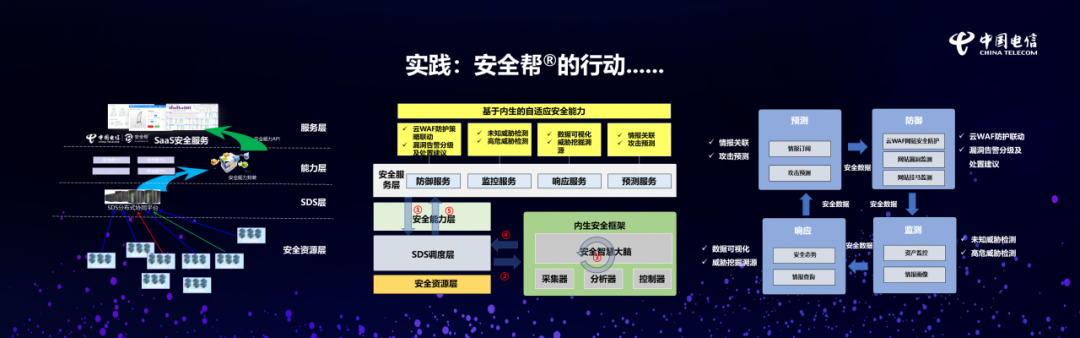 中国电信
CHINA TELECOM
实践：安全帮®的行动……
服务层
中国电信
安全帮
SaaS安全服务
安全能力API
能力层
安全能力封装
SDS层
SDS分布式协同平台
安全资源层
基于内生的自适应安全能力
✓ 云WAF防护策略联动
✓ 漏洞告警分级及处置建议
✓ 未知威胁检测
✓ 高危威胁检测
✓ 数据可视化
✓ 威胁挖掘溯源
✓ 情报关联
✓ 攻击预测
安全服务层
防御服务
监控服务
响应服务
预测服务
①
⑤
安全能力层
SDS调度层
安全资源层
④
②
内生安全框架
安全智慧大脑
③
采集器
分析器
控制器
✓ 情报关联
✓ 攻击预测
预测
情报订阅
攻击预测
安全数据
防御
云WAF网站安全防护
网站漏洞监测
网站挂马监测
✓ 云WAF防护联动
✓ 漏洞告警分级及处置建议
安全数据
安全数据
✓ 数据可视化
✓ 威胁挖掘溯源
响应
安全态势
情报查询
安全数据
监测
资产监控
情报画像
✓ 未知威胁检测
✓ 高危威胁检测